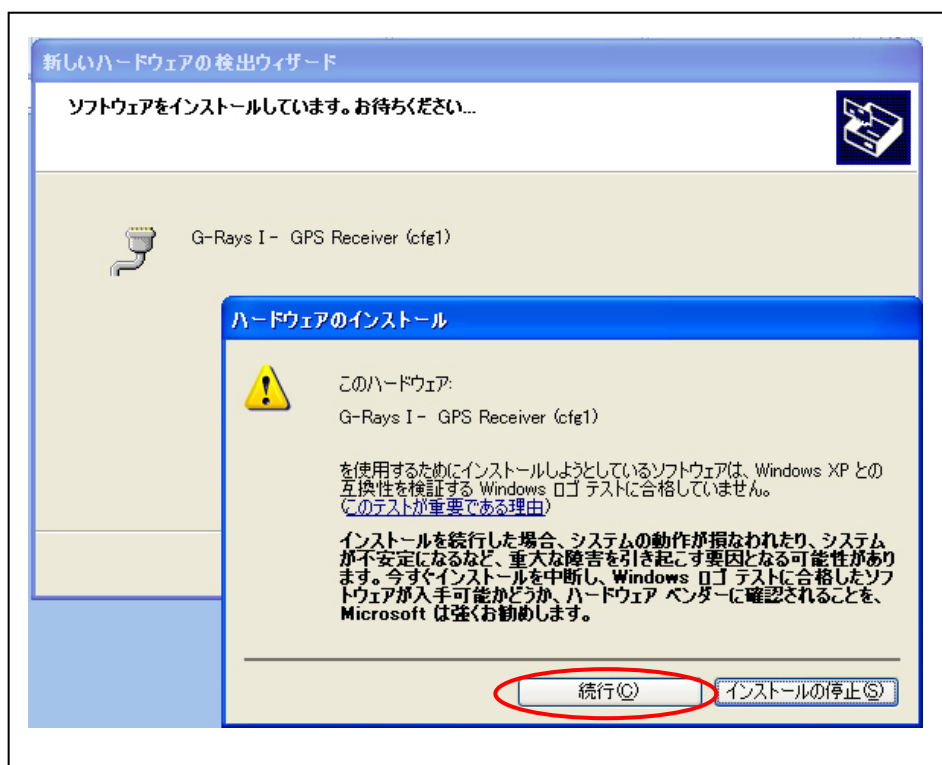 新しいハードウェアの検出ウィザード
ソフトウェアをインストールしています。お待ちください...
G-Rays I - GPS Receiver (cfg1)
ハードウェアのインストール
このハードウェア:
G-Rays I - GPS Receiver (cfg1)
を使用するためにインストールしようとしているソフトウェアは、Windows XP との
互換性を検証する Windows ロゴ テストに合格していません。
(このテストが重要である理由)
インストールを続行した場合、システムの動作が損なわれたり、システム
が不安定になるなど、重大な障害を引き起こす要因となる可能性があり
ます。今すぐインストールを中断し、Windows ロゴ テストに合格したソフ
トウェアが入手可能かどうか、ハードウェア ベンダーに確認されることを、
Microsoft は強くお勧めします。
続行(C)
インストールの停止(S)